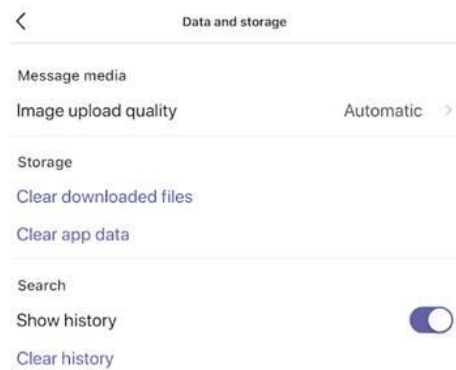 Data and storage
Message media
Image upload quality Automatic
Storage
Clear downloaded files
Clear app data
Search
Show history
Clear history